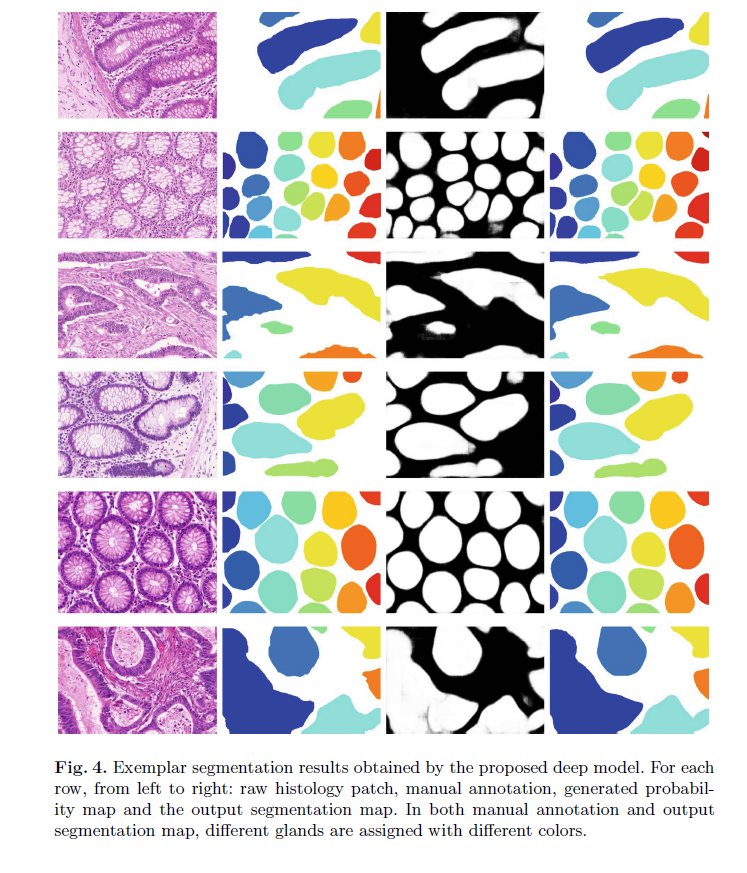 Fig. 4. Exemplar segmentation results obtained by the proposed deep model. For each
row, from left to right: raw histology patch, manual annotation, generated probabil-
ity map and the output segmentation map. In both manual annotation and output
segmentation map, different glands are assigned with different colors.